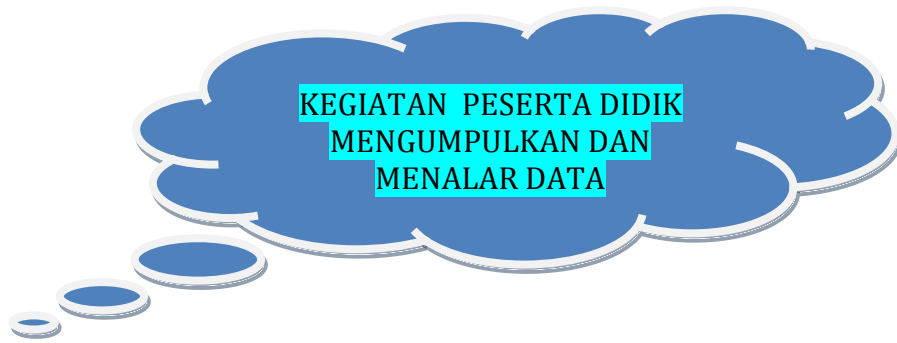 KEGIATAN PESERTA DIDIK
MENGUMPULKAN DAN
MENALAR DATA